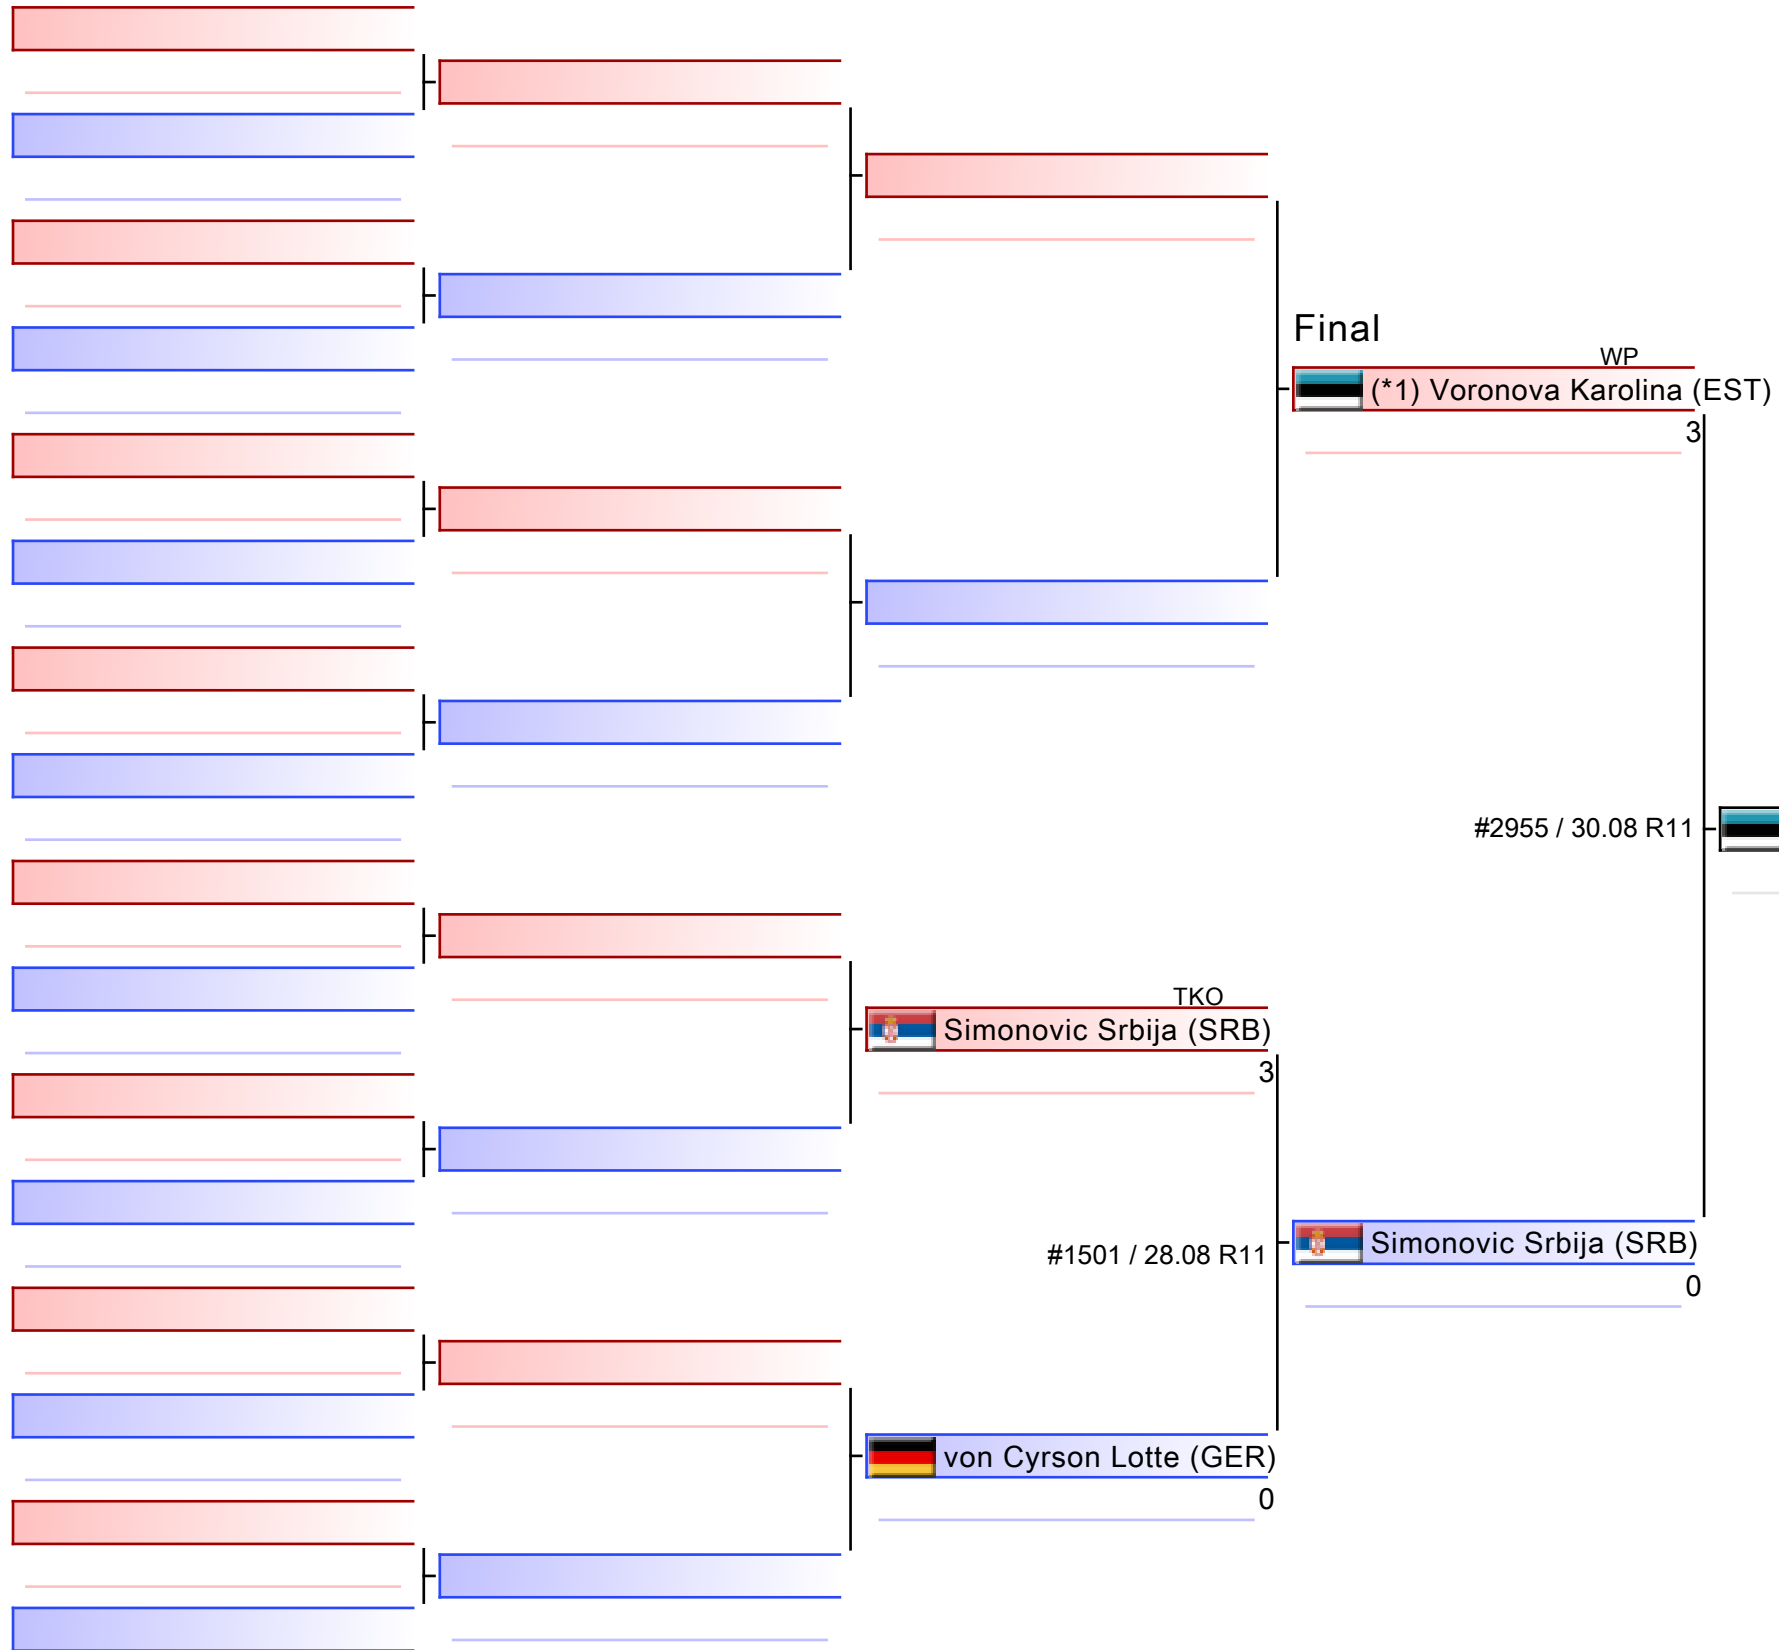 Final
WP
(*1) Voronova Karolina (EST)
3
#2955 / 30.08 R11
TKO
Simonovic Srbija (SRB)
3
#1501 / 28.08 R11
Simonovic Srbija (SRB)
0
von Cyrson Lotte (GER)
0